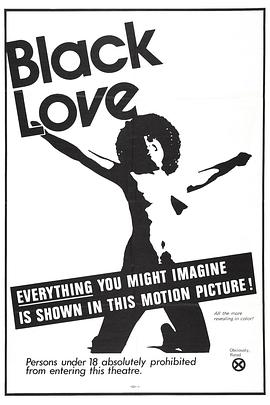 Black
Love
EVERYTHING YOU MIGHT IMAGINE
IS SHOWN IN THIS MOTION PICTURE!
All the more
revealing in color!
Persons under 18 absolutely prohibited
from entering this theatre.
Obviously,
Rated
X